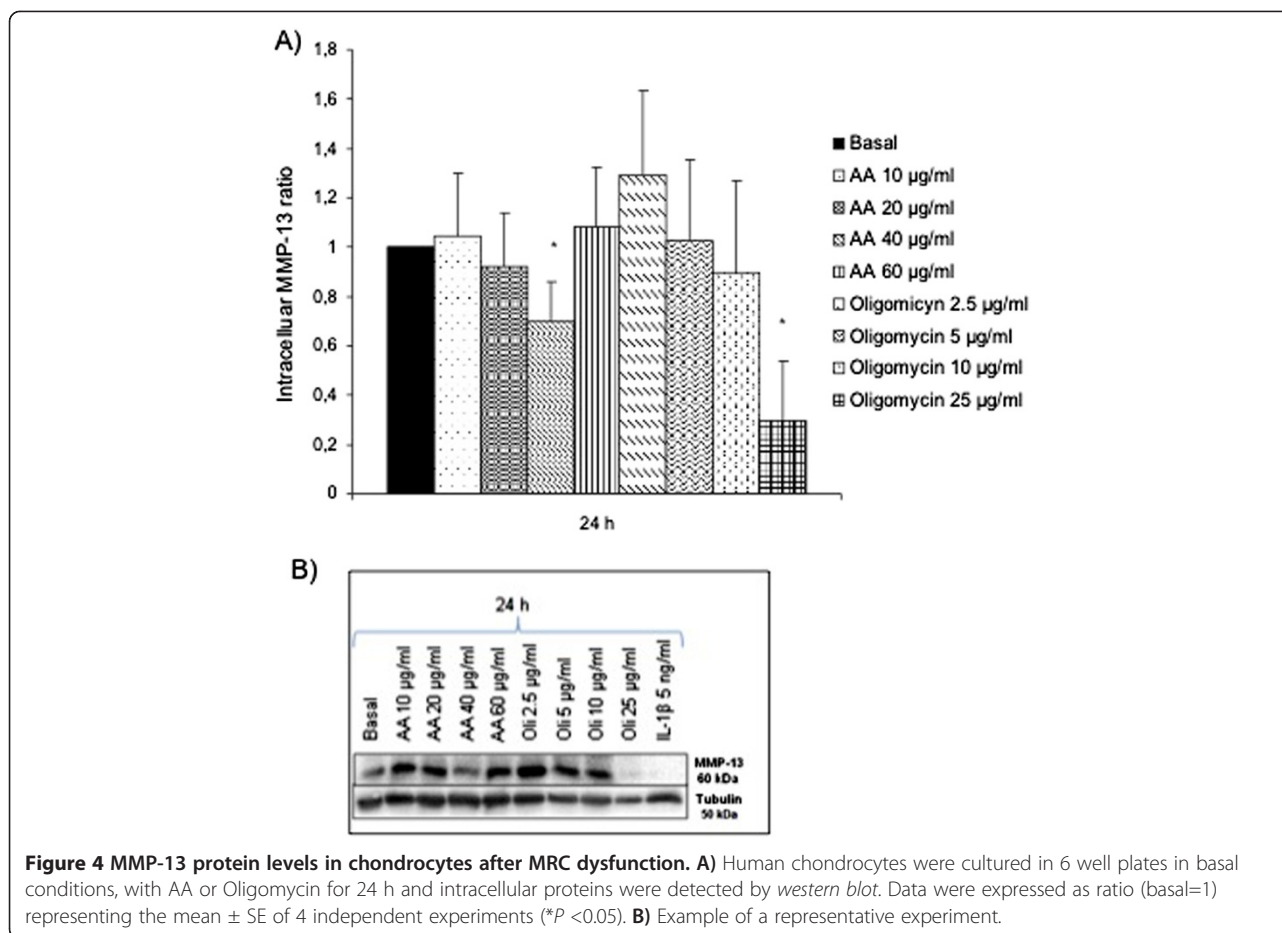 A)
1,8
1,6
1,4
1,2
1
0,8
0,6
0,4
0,2
0
Intracelluar MMP-13 ratio
*
*
24 h
Basal
AA 10 µg/ml
AA 20 µg/ml
AA 40 µg/ml
AA 60 µg/ml
Oligomicyn 2.5 µg/ml
Oligomycin 5 µg/ml
Oligomycin 10 µg/ml
Oligomycin 25 µg/ml
B)
24 h
Basal
AA 10 µg/ml
AA 20 µg/ml
AA 40 µg/ml
AA 60 µg/ml
Oli 2.5 µg/ml
Oli 5 µg/ml
Oli 10 µg/ml
Oli 25 µg/ml
IL-1β 5 ng/ml
MMP-13
60 kDa
Tubulin
50 kDa
Figure 4 MMP-13 protein levels in chondrocytes after MRC dysfunction. A) Human chondrocytes were cultured in 6 well plates in basal
conditions, with AA or Oligomycin for 24 h and intracellular proteins were detected by western blot. Data were expressed as ratio (basal=1)
representing the mean ± SE of 4 independent experiments (*P <0.05). B) Example of a representative experiment.